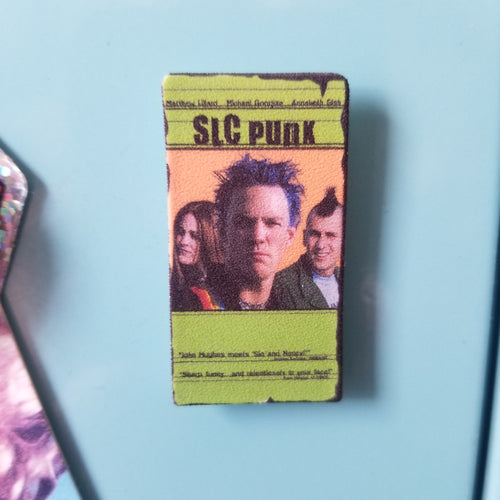 Matthew Lillard Michael Goorjian Annabeth Gish
SLC PUNK
"John Hughes meets 'Sid and Nancy!'"
"Sharp, funny and relentlessly in your face!"